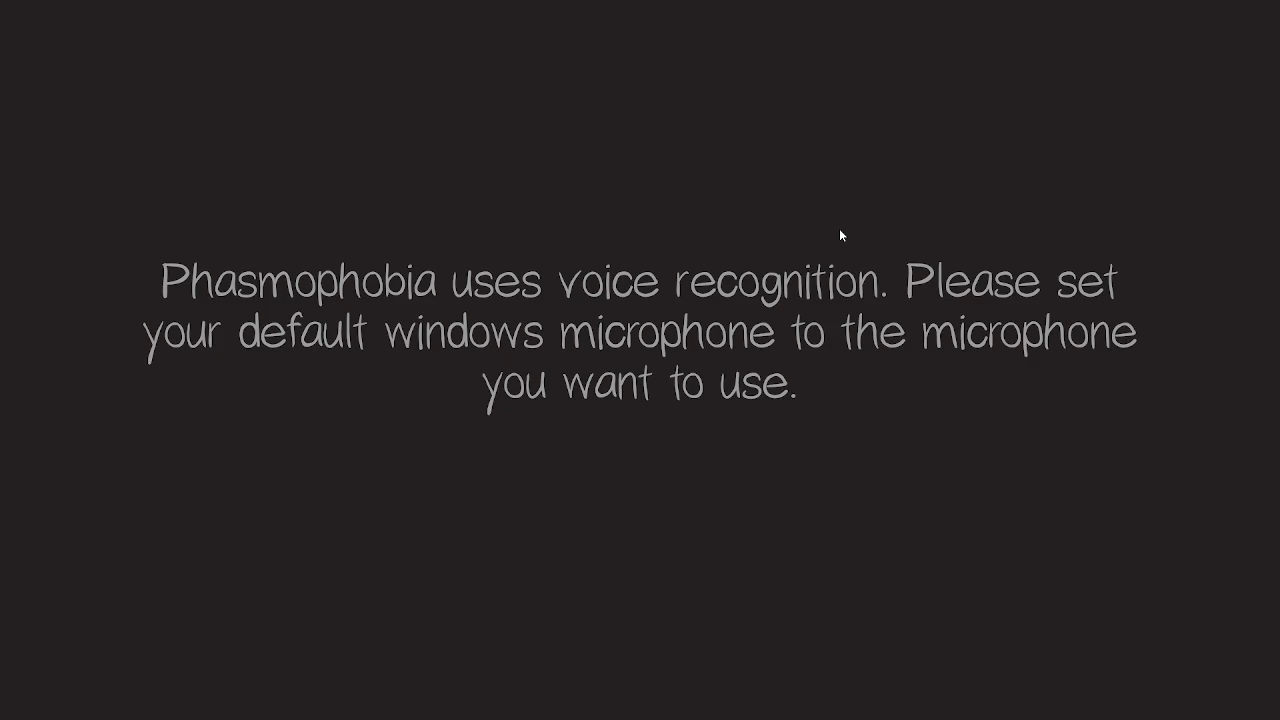 Phasmophobia uses voice recognition. Please set
your default windows microphone to the microphone
you want to use.